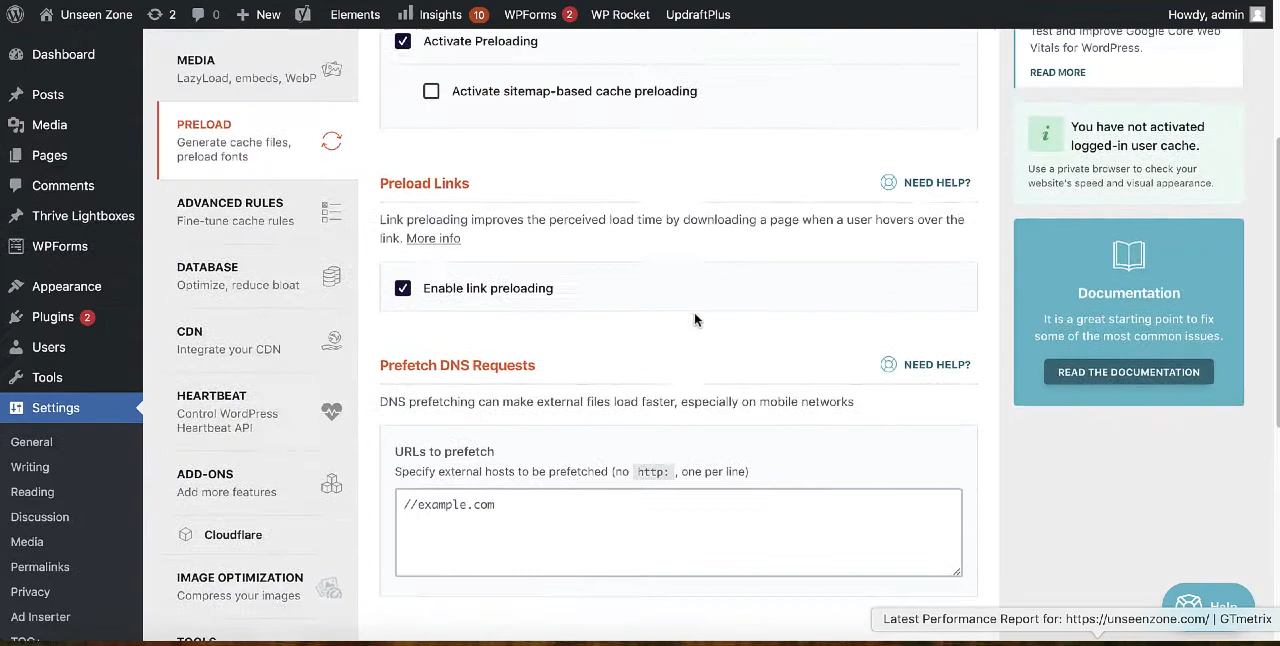 Unseen Zone 2 0 New Elements Insights 10 WPForms 2 WP Rocket UpdraftPlus Howdy, admin
Dashboard
Posts
Media
Pages
Comments
Thrive Lightboxes
WPForms
Appearance
Plugins 2
Users
Tools
Settings
General
Writing
Reading
Discussion
Media
Permalinks
Privacy
Ad Inserter
TOC+
MEDIA
LazyLoad, embeds, WebP
PRELOAD
Generate cache files,
preload fonts
ADVANCED RULES
Fine-tune cache rules
DATABASE
Optimize, reduce bloat
CDN
Integrate your CDN
HEARTBEAT
Control WordPress
Heartbeat API
ADD-ONS
Add more features
Cloudflare
IMAGE OPTIMIZATION
Compress your images
TOOLS
Activate Preloading
Activate sitemap-based cache preloading
Preload Links
NEED HELP?
Link preloading improves the perceived load time by downloading a page when a user hovers over the
link. More info
Enable link preloading
Prefetch DNS Requests
NEED HELP?
DNS prefetching can make external files load faster, especially on mobile networks
URLs to prefetch
Specify external hosts to be prefetched (no http:, one per line)
//example.com
Test and improve Google Core Web
Vitals for WordPress.
READ MORE
You have not activated
logged-in user cache.
Use a private browser to check your
website's speed and visual appearance.
Documentation
It is a great starting point to fix
some of the most common issues.
READ THE DOCUMENTATION
Help
Latest Performance Report for: https://unseenzone.com/ | GTmetrix